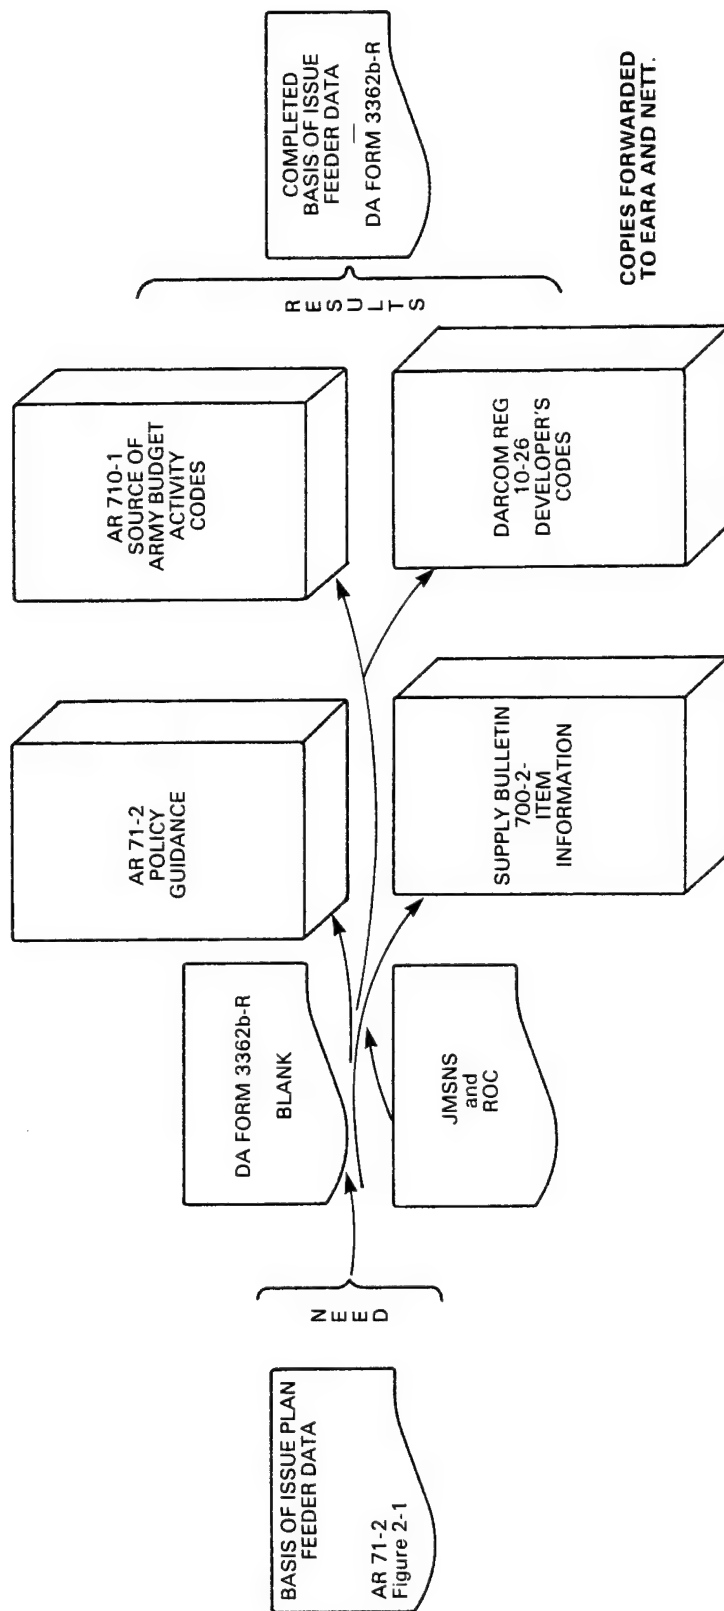 BASIS OF ISSUE PLAN
FEEDER DATA
AR 71-2
Figure 2-1
NEED
DA FORM 3362b-R
BLANK
JMSNS
and
ROC
AR 71-2
POLICY
GUIDANCE
SUPPLY BULLETIN
700-2-
ITEM
INFORMATION
AR 710-1
SOURCE OF
ARMY BUDGET
ACTIVITY
CODES
DARCOM REG
10-26
DEVELOPER'S
CODES
RESULTS
COMPLETED
BASIS OF ISSUE
FEEDER DATA
—
DA FORM 3362b-R
COPIES FORWARDED
TO EARA AND NETT.